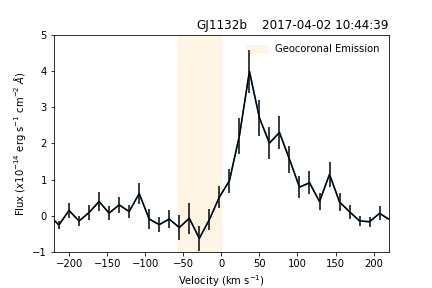 GJ1132b    2017-04-02 10:44:39
Geocoronal Emission
Flux (x10⁻¹⁴ erg s⁻¹ cm⁻² Å)
5
4
3
2
1
0
−1
−200 −150 −100 −50 0 50 100 150 200
Velocity (km s⁻¹)